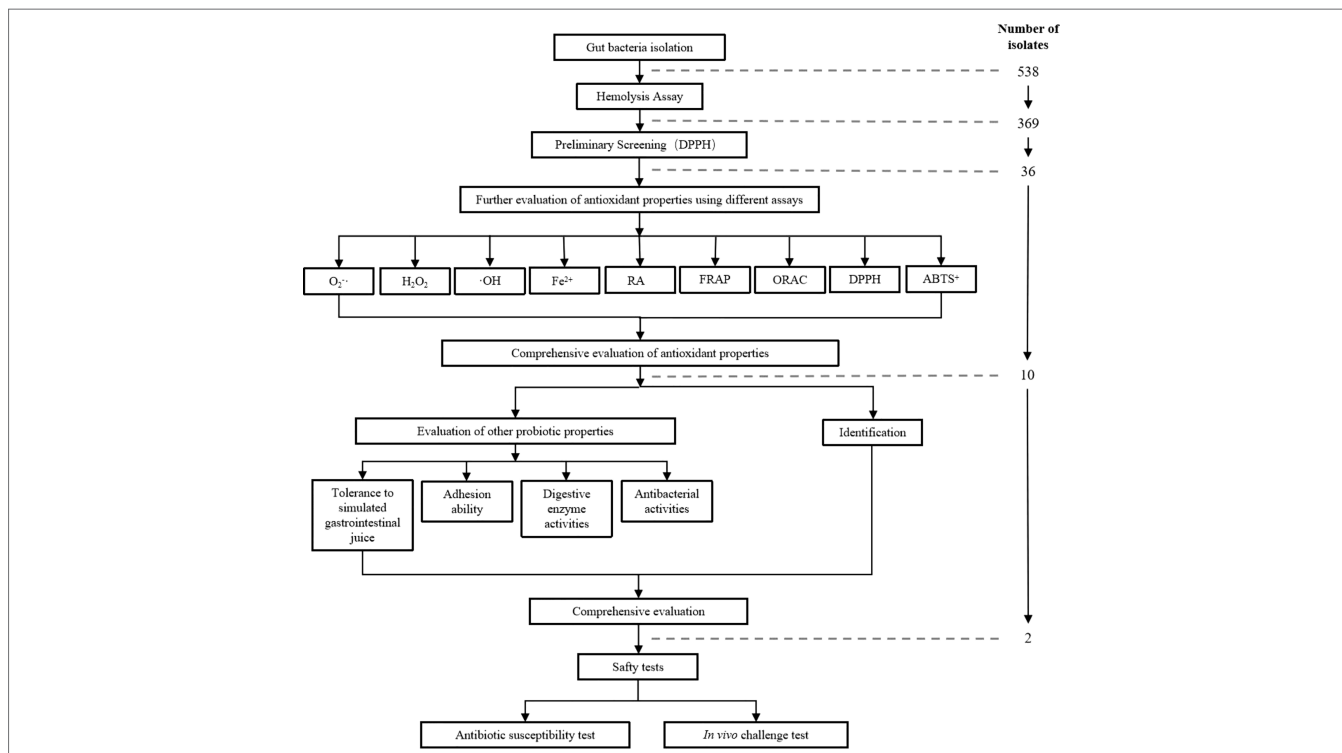 Number of
isolates
Gut bacteria isolation
538
Hemolysis Assay
369
Preliminary Screening（DPPH）
36
Further evaluation of antioxidant properties using different assays
O₂·· H₂O₂ ·OH Fe²⁺ RA FRAP ORAC DPPH ABTS⁺
Comprehensive evaluation of antioxidant properties
10
Evaluation of other probiotic properties
Identification
Tolerance to
simulated
gastrointestinal
juice
Adhesion
ability
Digestive
enzyme
activities
Antibacterial
activities
Comprehensive evaluation
2
Safty tests
Antibiotic susceptibility test
In vivo challenge test